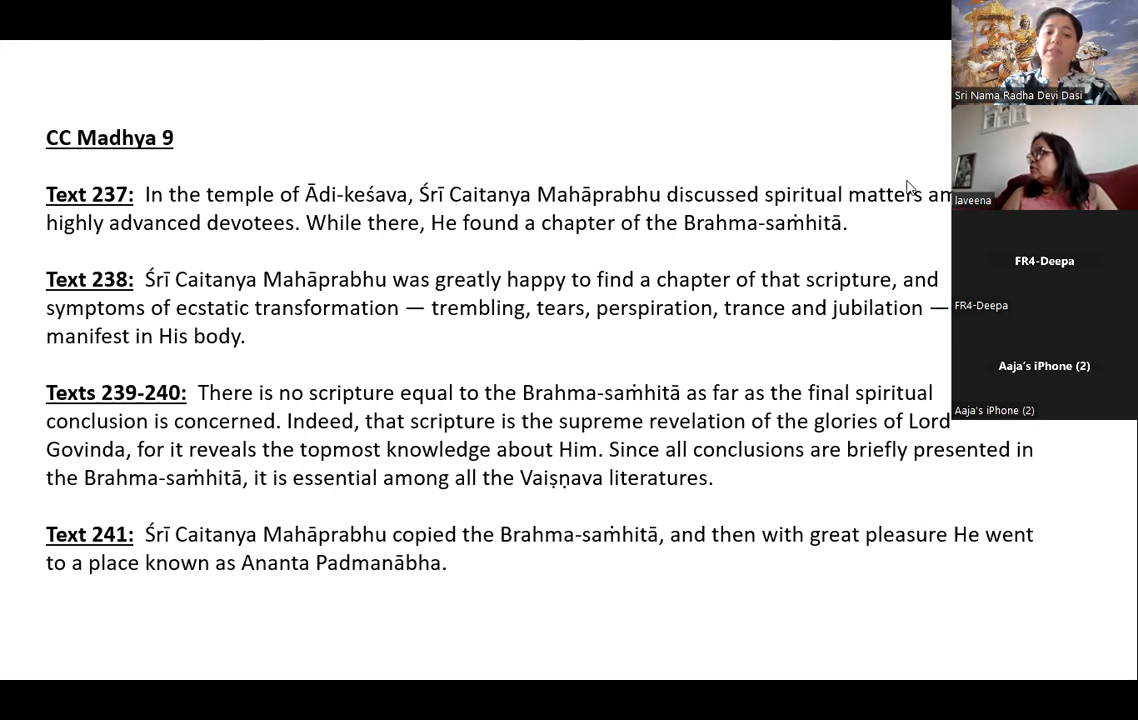 CC Madhya 9
Text 237: In the temple of Ādi-keśava, Śrī Caitanya Mahāprabhu discussed spiritual matters
highly advanced devotees. While there, He found a chapter of the Brahma-saṁhitā.
Text 238: Śrī Caitanya Mahāprabhu was greatly happy to find a chapter of that scripture, and
symptoms of ecstatic transformation — trembling, tears, perspiration, trance and jubilation —
manifest in His body.
Texts 239-240: There is no scripture equal to the Brahma-saṁhitā as far as the final spiritual
conclusion is concerned. Indeed, that scripture is the supreme revelation of the glories of Lord
Govinda, for it reveals the topmost knowledge about Him. Since all conclusions are briefly presented in
the Brahma-saṁhitā, it is essential among all the Vaiṣṇava literatures.
Text 241: Śrī Caitanya Mahāprabhu copied the Brahma-saṁhitā, and then with great pleasure He went
to a place known as Ananta Padmanābha.
Sri Nama Radha Devi Dasi
laveena
FR4-Deepa
FR4-Deepa
Aaja's iPhone (2)
Aaja's iPhone (2)